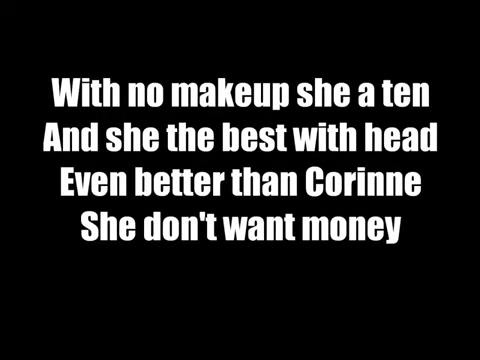 With no makeup she a ten
And she the best with head
Even better than Corinne
She don't want money